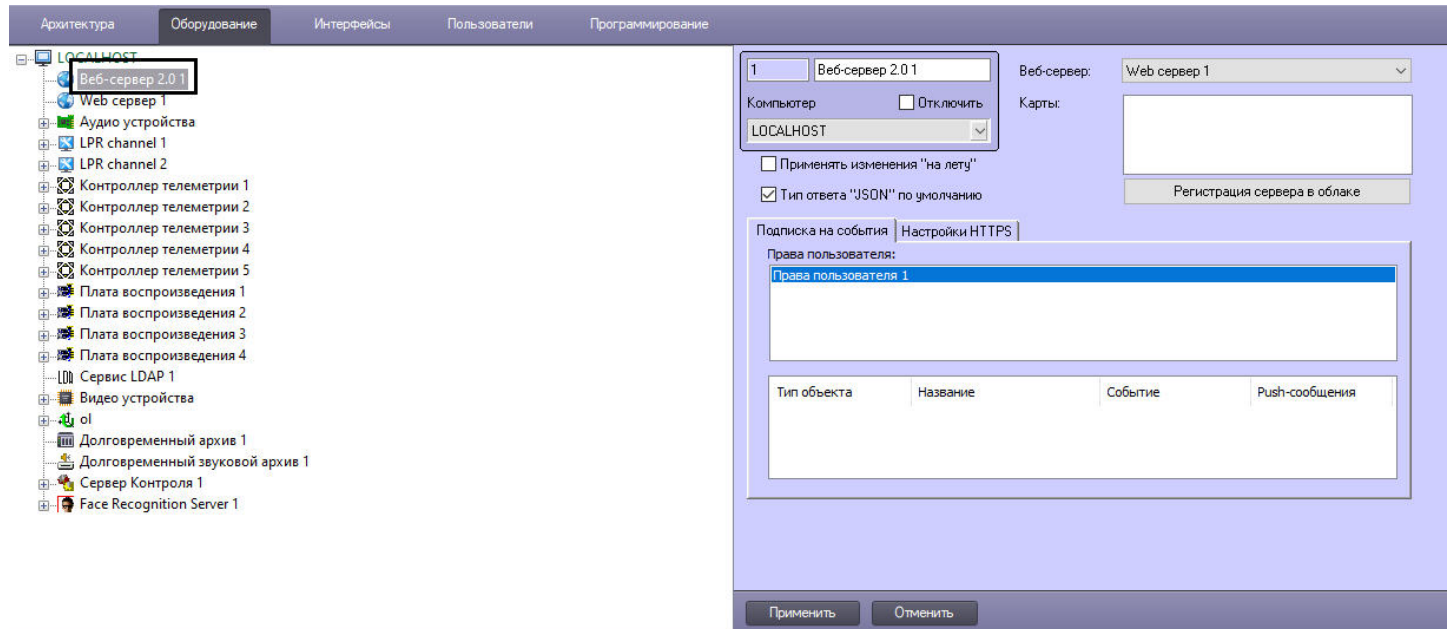 Архитектура Оборудование Интерфейсы Пользователи Программирование
LOCALHOST
Веб-сервер 2.0 1
Web сервер 1
Аудио устройства
LPR channel 1
LPR channel 2
Контроллер телеметрии 1
Контроллер телеметрии 2
Контроллер телеметрии 3
Контроллер телеметрии 4
Контроллер телеметрии 5
Плата воспроизведения 1
Плата воспроизведения 2
Плата воспроизведения 3
Плата воспроизведения 4
Сервис LDAP 1
Видео устройства
ol
Долговременный архив 1
Долговременный звуковой архив 1
Сервер Контроля 1
Face Recognition Server 1
1 Веб-сервер 2.0 1 Веб-сервер: Web сервер 1
Компьютер Отключить Карты:
LOCALHOST
Применять изменения "на лету"
Тип ответа "JSON" по умолчанию Регистрация сервера в облаке
Подписка на события Настройки HTTPS
Права пользователя:
Права пользователя 1
Тип объекта Название Событие Push-сообщения
Применить Отменить